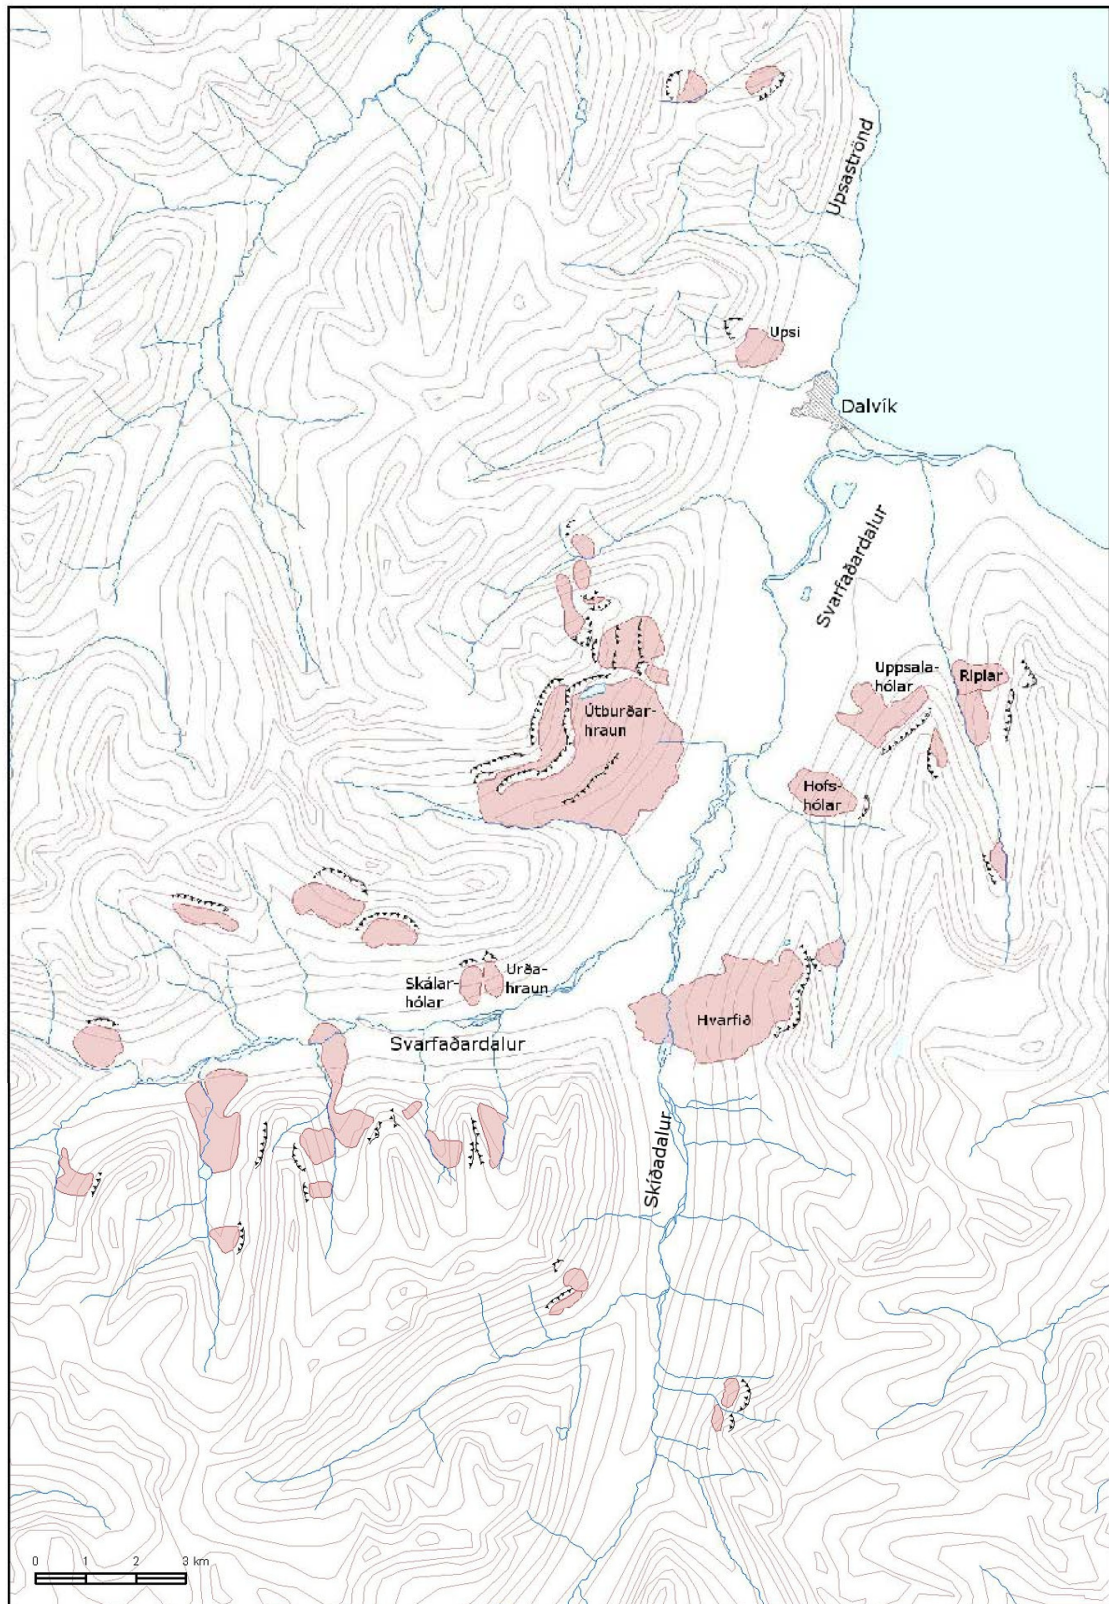 Upsaströnd
Upsi
Dalvík
Svarfaðardalur
Uppsala-
hólar
Riplar
Útburðar-
hraun
Hofs-
hólar
Skálar-
hólar
Urða-
hraun
Hvarfið
Svarfaðardalur
Skíðadalur
0 1 2 3 km